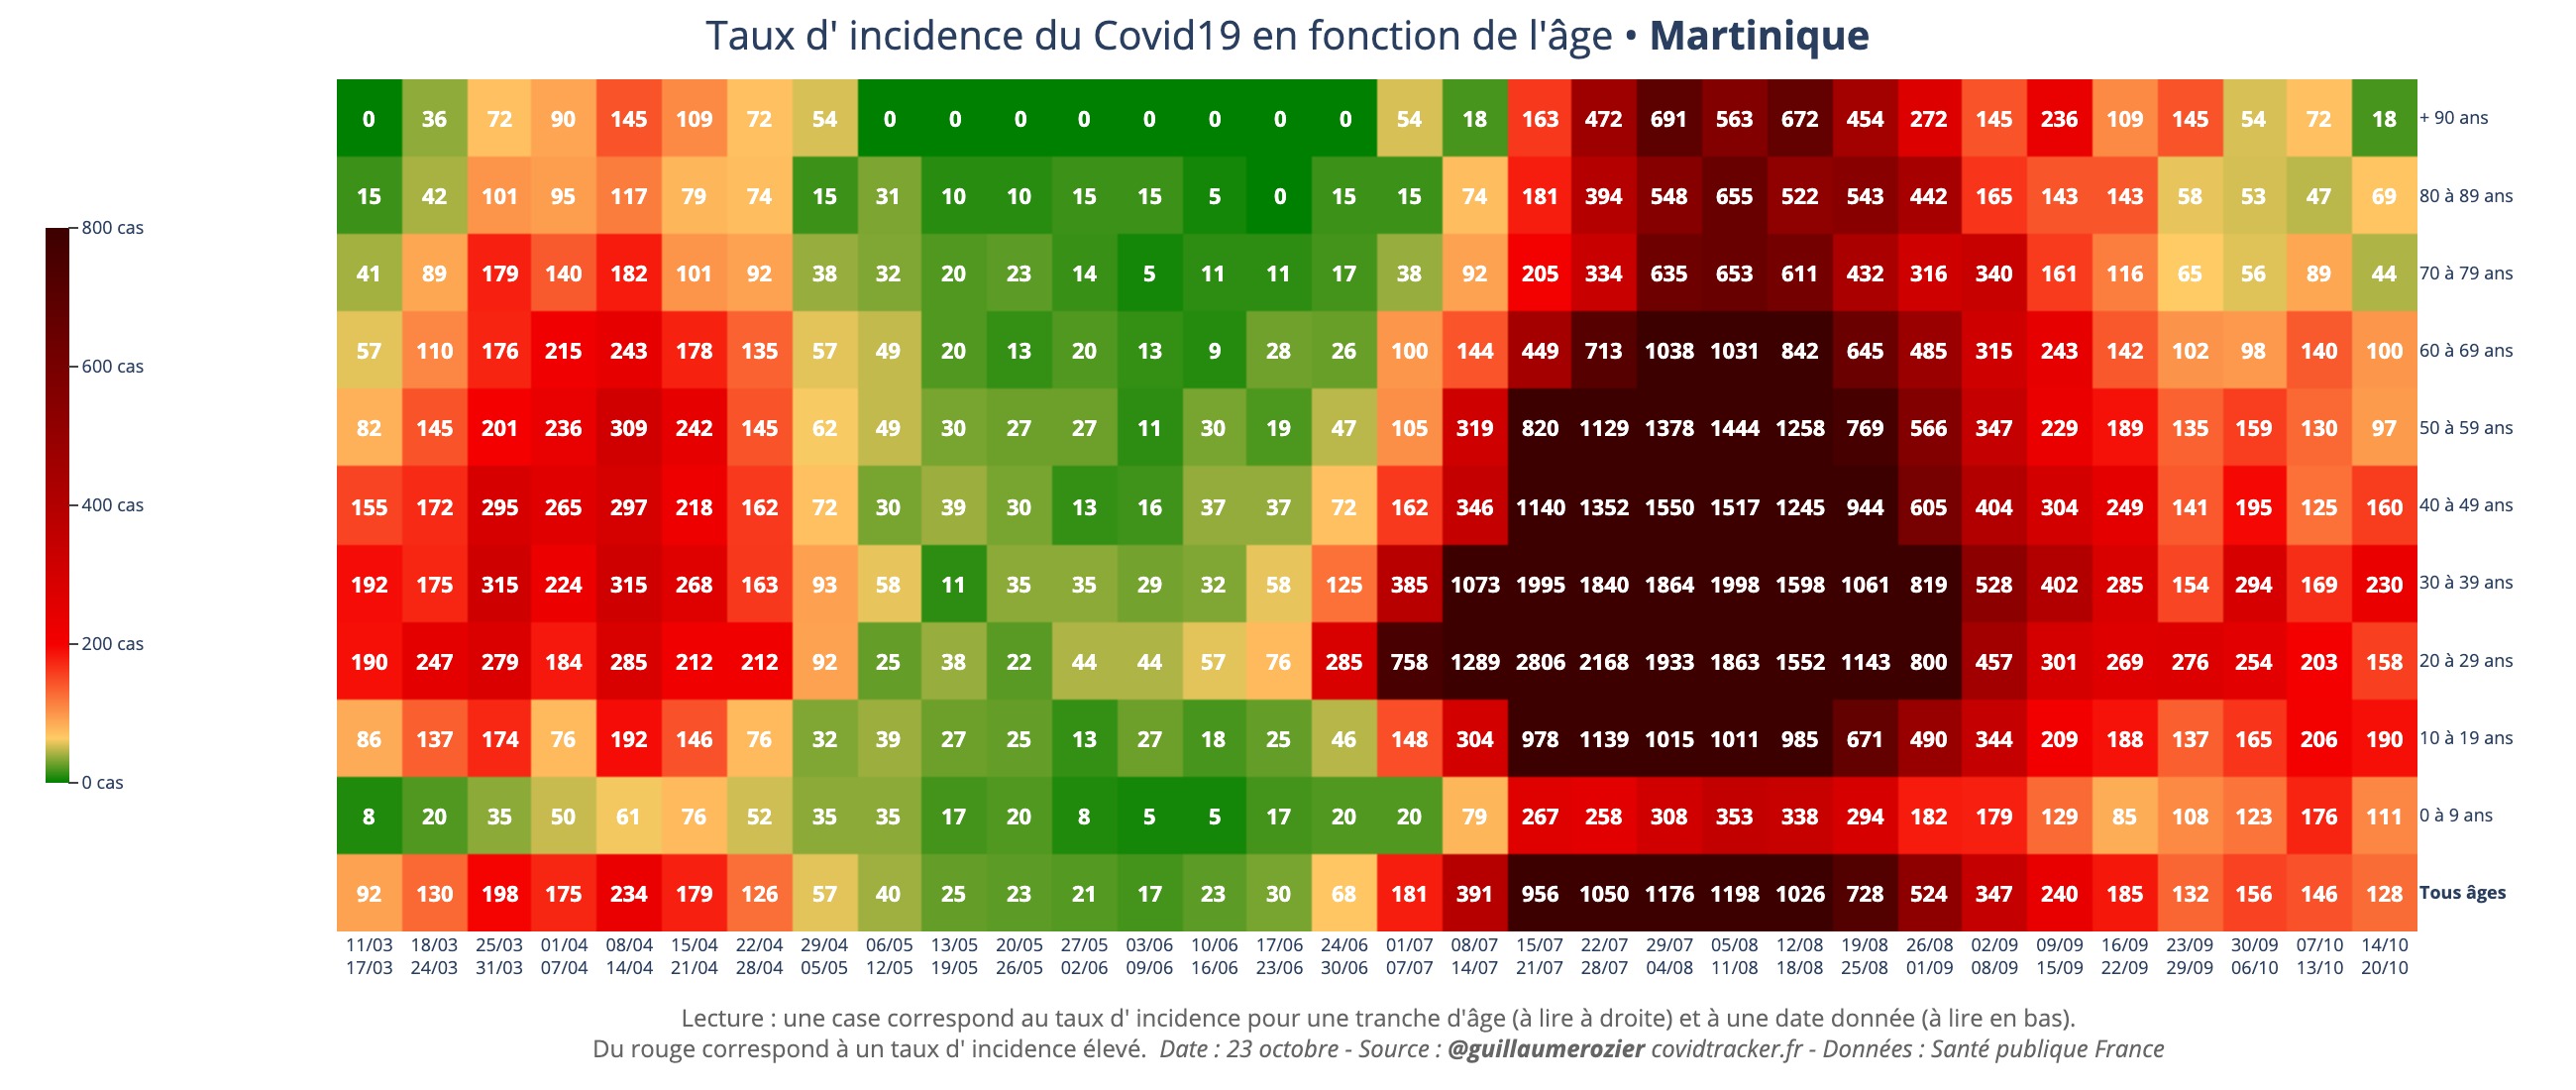 Taux d' incidence du Covid19 en fonction de l'âge • Martinique
0 36 72 90 145 109 72 54 0 0 0 0 0 0 0 0 54 18 163 472 691 563 672 454 272 145 236 109 145 54 72 18 + 90 ans
15 42 101 95 117 79 74 15 31 10 10 15 15 5 0 15 15 74 181 394 548 655 522 543 442 165 143 143 58 53 47 69 80 à 89 ans
800 cas
41 89 179 140 182 101 92 38 32 20 23 14 5 11 11 17 38 92 205 334 635 653 611 432 316 340 161 116 65 56 89 44 70 à 79 ans
57 110 176 215 243 178 135 57 49 20 13 20 13 9 28 26 100 144 449 713 1038 1031 842 645 485 315 243 142 102 98 140 100 60 à 69 ans
600 cas
82 145 201 236 309 242 145 62 49 30 27 27 11 30 19 47 105 319 820 1129 1378 1444 1258 769 566 347 229 189 135 159 130 97 50 à 59 ans
400 cas
155 172 295 265 297 218 162 72 30 39 30 13 16 37 37 72 162 346 1140 1352 1550 1517 1245 944 605 404 304 249 141 195 125 160 40 à 49 ans
192 175 315 224 315 268 163 93 58 11 35 35 29 32 58 125 385 1073 1995 1840 1864 1998 1598 1061 819 528 402 285 154 294 169 230 30 à 39 ans
200 cas
190 247 279 184 285 212 212 92 25 38 22 44 44 57 76 285 758 1289 2806 2168 1933 1863 1552 1143 800 457 301 269 276 254 203 158 20 à 29 ans
86 137 174 76 192 146 76 32 39 27 25 13 27 18 25 46 148 304 978 1139 1015 1011 985 671 490 344 209 188 137 165 206 190 10 à 19 ans
0 cas
8 20 35 50 61 76 52 35 35 17 20 8 5 5 17 20 20 79 267 258 308 353 338 294 182 179 129 85 108 123 176 111 0 à 9 ans
92 130 198 175 234 179 126 57 40 25 23 21 17 23 30 68 181 391 956 1050 1176 1198 1026 728 524 347 240 185 132 156 146 128 Tous âges
11/03 18/03 25/03 01/04 08/04 15/04 22/04 29/04 06/05 13/05 20/05 27/05 03/06 10/06 17/06 24/06 01/07 08/07 15/07 22/07 29/07 05/08 12/08 19/08 26/08 02/09 09/09 16/09 23/09 30/09 07/10 14/10
17/03 24/03 31/03 07/04 14/04 21/04 28/04 05/05 12/05 19/05 26/05 02/06 09/06 16/06 23/06 30/06 07/07 14/07 21/07 28/07 04/08 11/08 18/08 25/08 01/09 08/09 15/09 22/09 29/09 06/10 13/10 20/10
Lecture : une case correspond au taux d' incidence pour une tranche d'âge (à lire à droite) et à une date donnée (à lire en bas).
Du rouge correspond à un taux d' incidence élevé. Date : 23 octobre - Source : @guillaumerozier covidtracker.fr - Données : Santé publique France